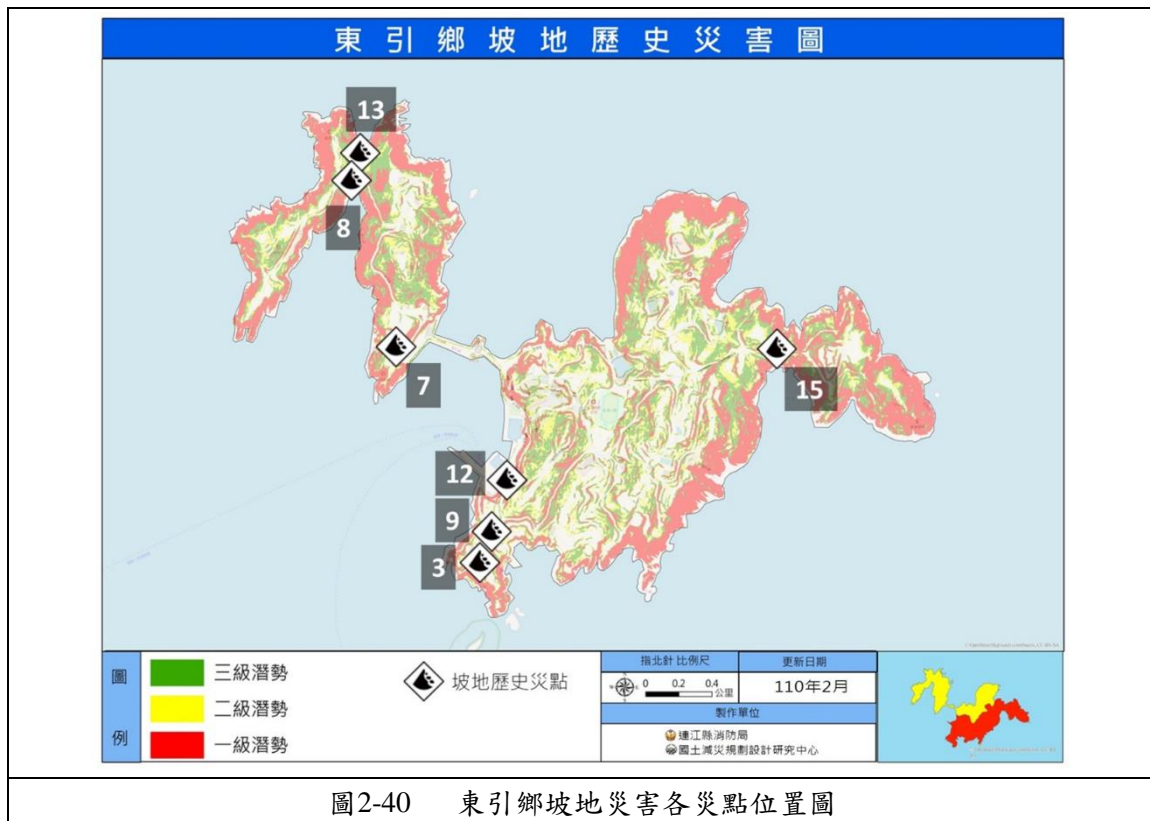 東引鄉坡地歷史災害圖
13
8
7
15
12
9
3
圖例
三級潛勢
二級潛勢
一級潛勢
坡地歷史災點
指北針 比例尺
0 0.2 0.4
公里
更新日期
110年2月
製作單位
連江縣消防局
國土減災規劃設計研究中心
圖2-40 東引鄉坡地災害各災點位置圖